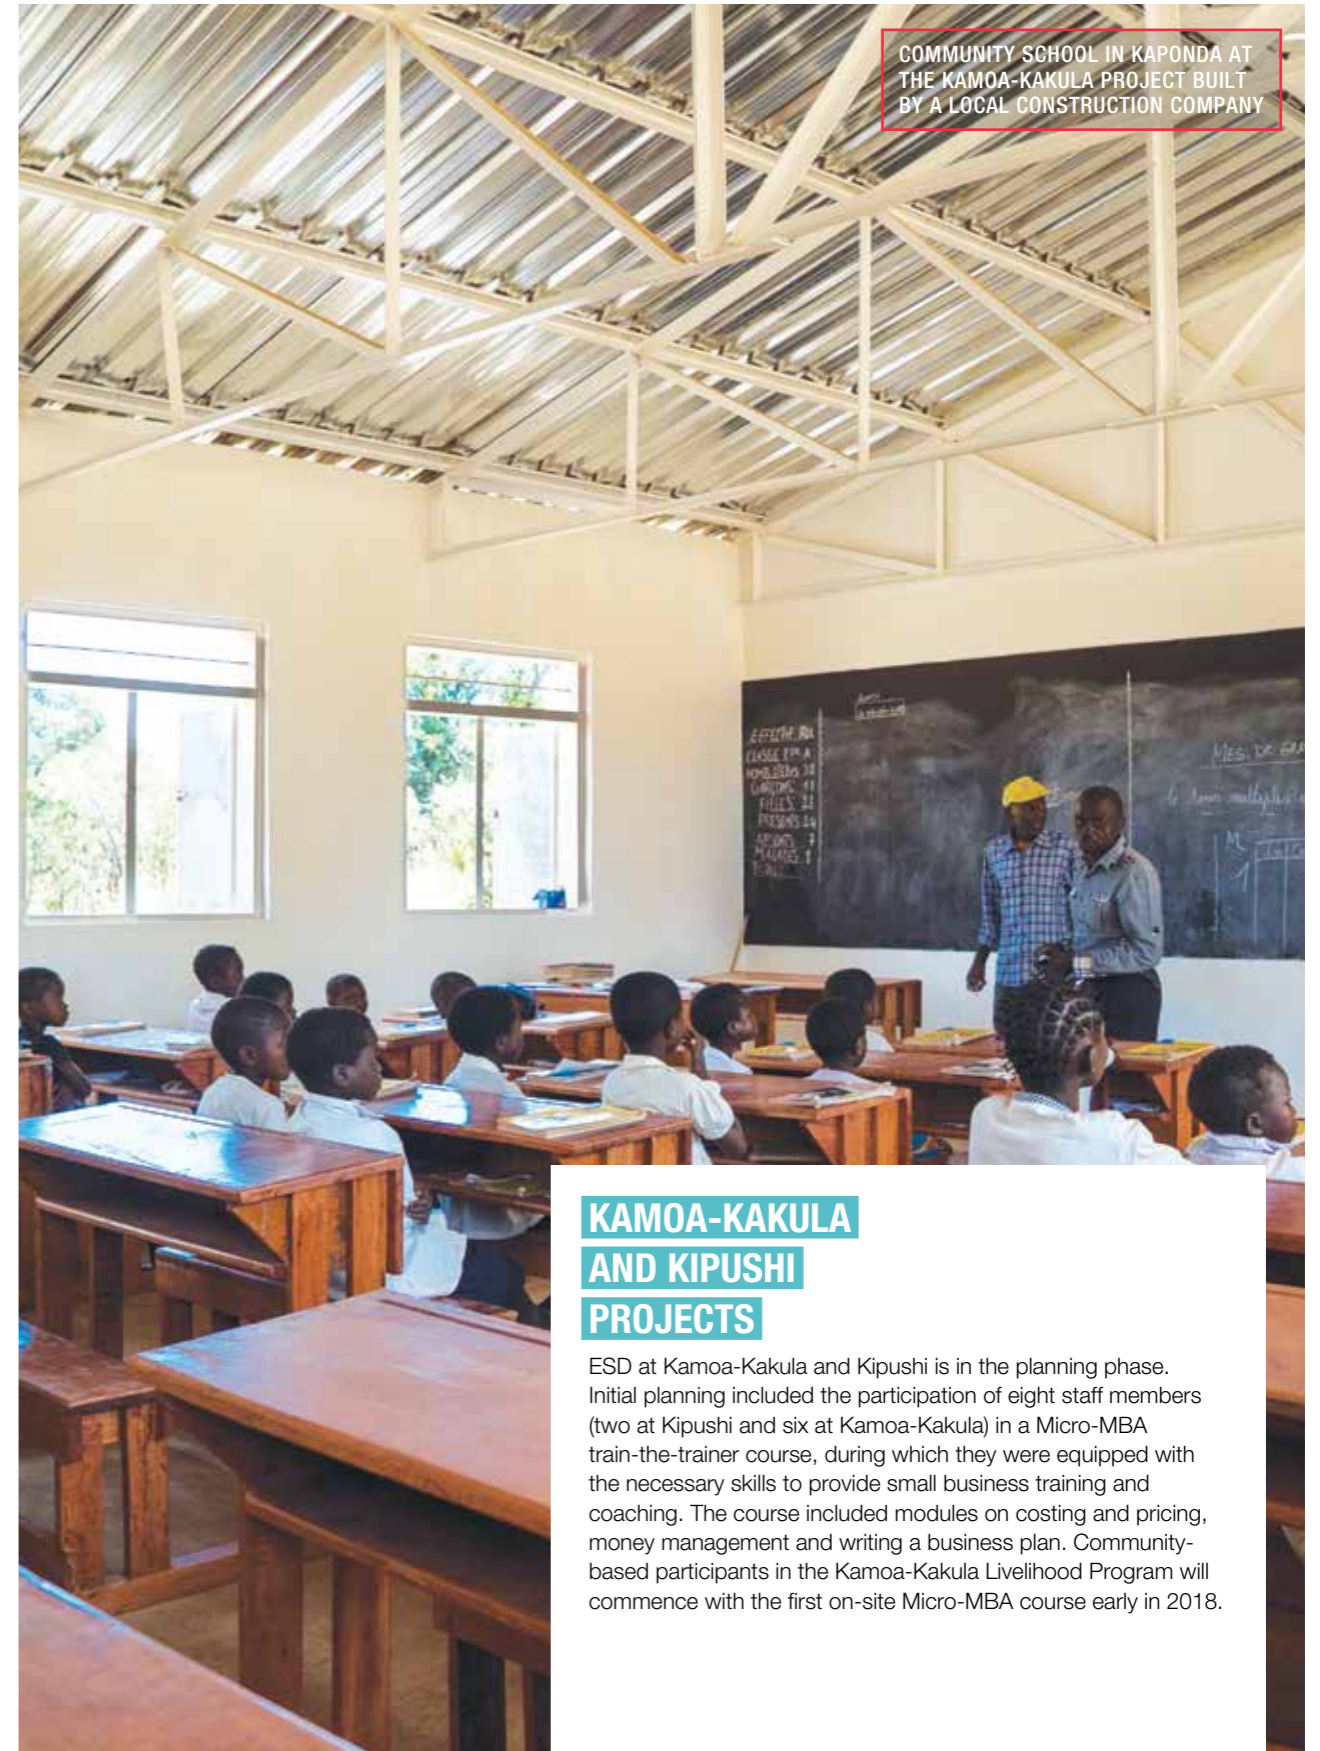 COMMUNITY SCHOOL IN KAPONDA AT
THE KAMOA-KAKULA PROJECT BUILT
BY A LOCAL CONSTRUCTION COMPANY
GARÇONS
FILLES
MALADES
MES. DE
KAMOA-KAKULA
AND KIPUSHI
PROJECTS
ESD at Kamoa-Kakula and Kipushi is in the planning phase.
Initial planning included the participation of eight staff members
(two at Kipushi and six at Kamoa-Kakula) in a Micro-MBA
train-the-trainer course, during which they were equipped with
the necessary skills to provide small business training and
coaching. The course included modules on costing and pricing,
money management and writing a business plan. Community-
based participants in the Kamoa-Kakula Livelihood Program will
commence with the first on-site Micro-MBA course early in 2018.